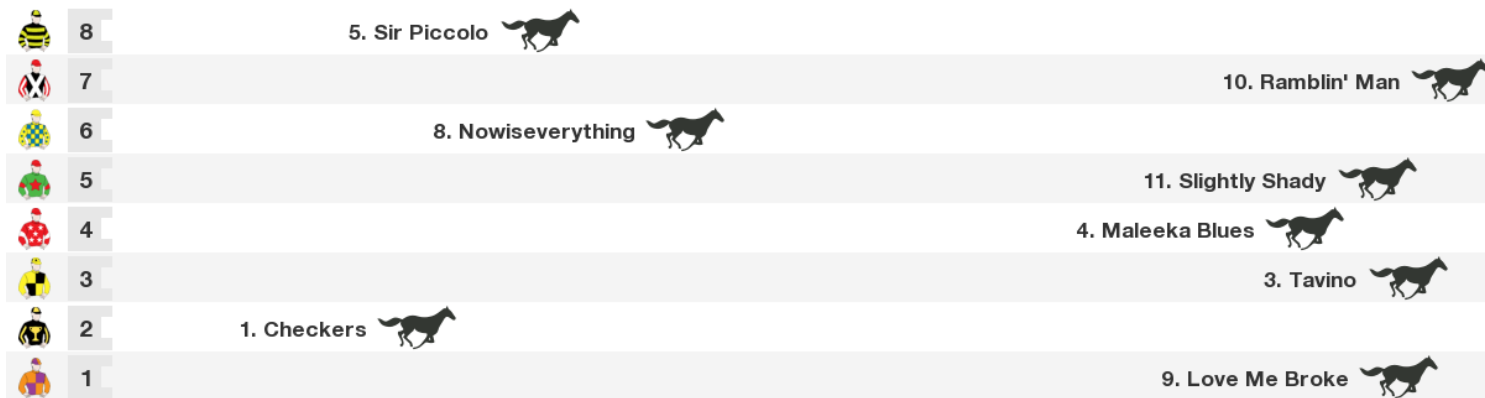 8 5. Sir Piccolo
7 10. Ramblin' Man
6 8. Nowiseverything
5 11. Slightly Shady
4 4. Maleeka Blues
3 3. Tavino
2 1. Checkers
1 9. Love Me Broke